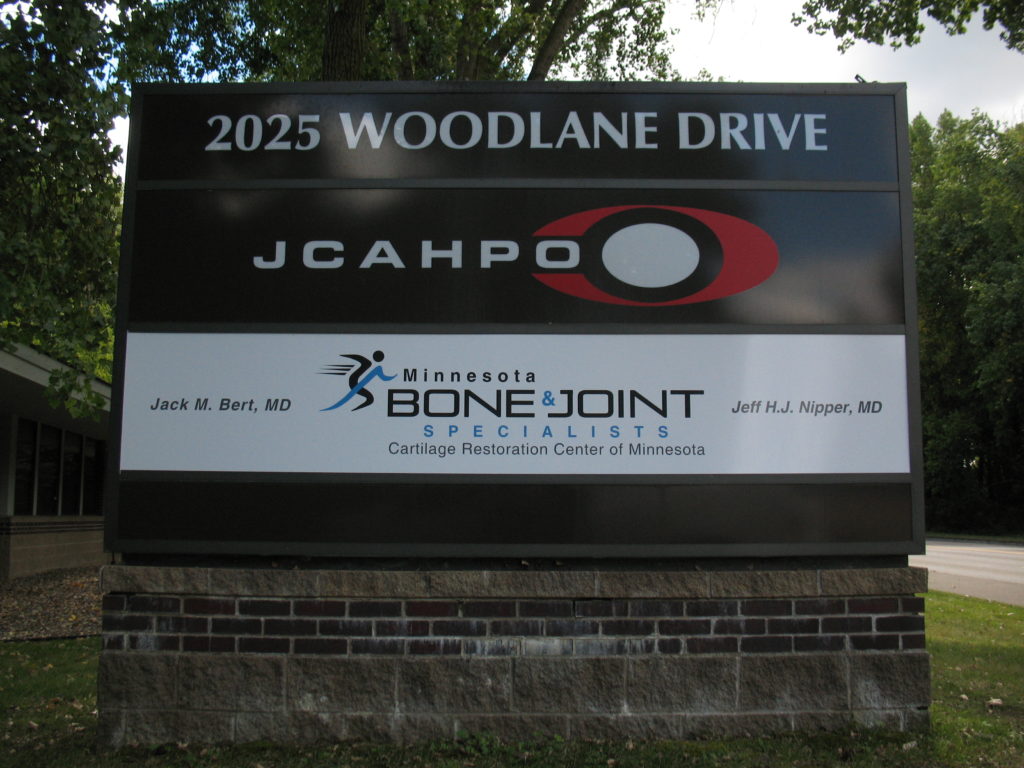 2025 WOODLANE DRIVE
JCAHPO
Minnesota
Jack M. Bert, MD
BONE & JOINT
Jeff H.J. Nipper, MD
SPECIALISTS
Cartilage Restoration Center of Minnesota